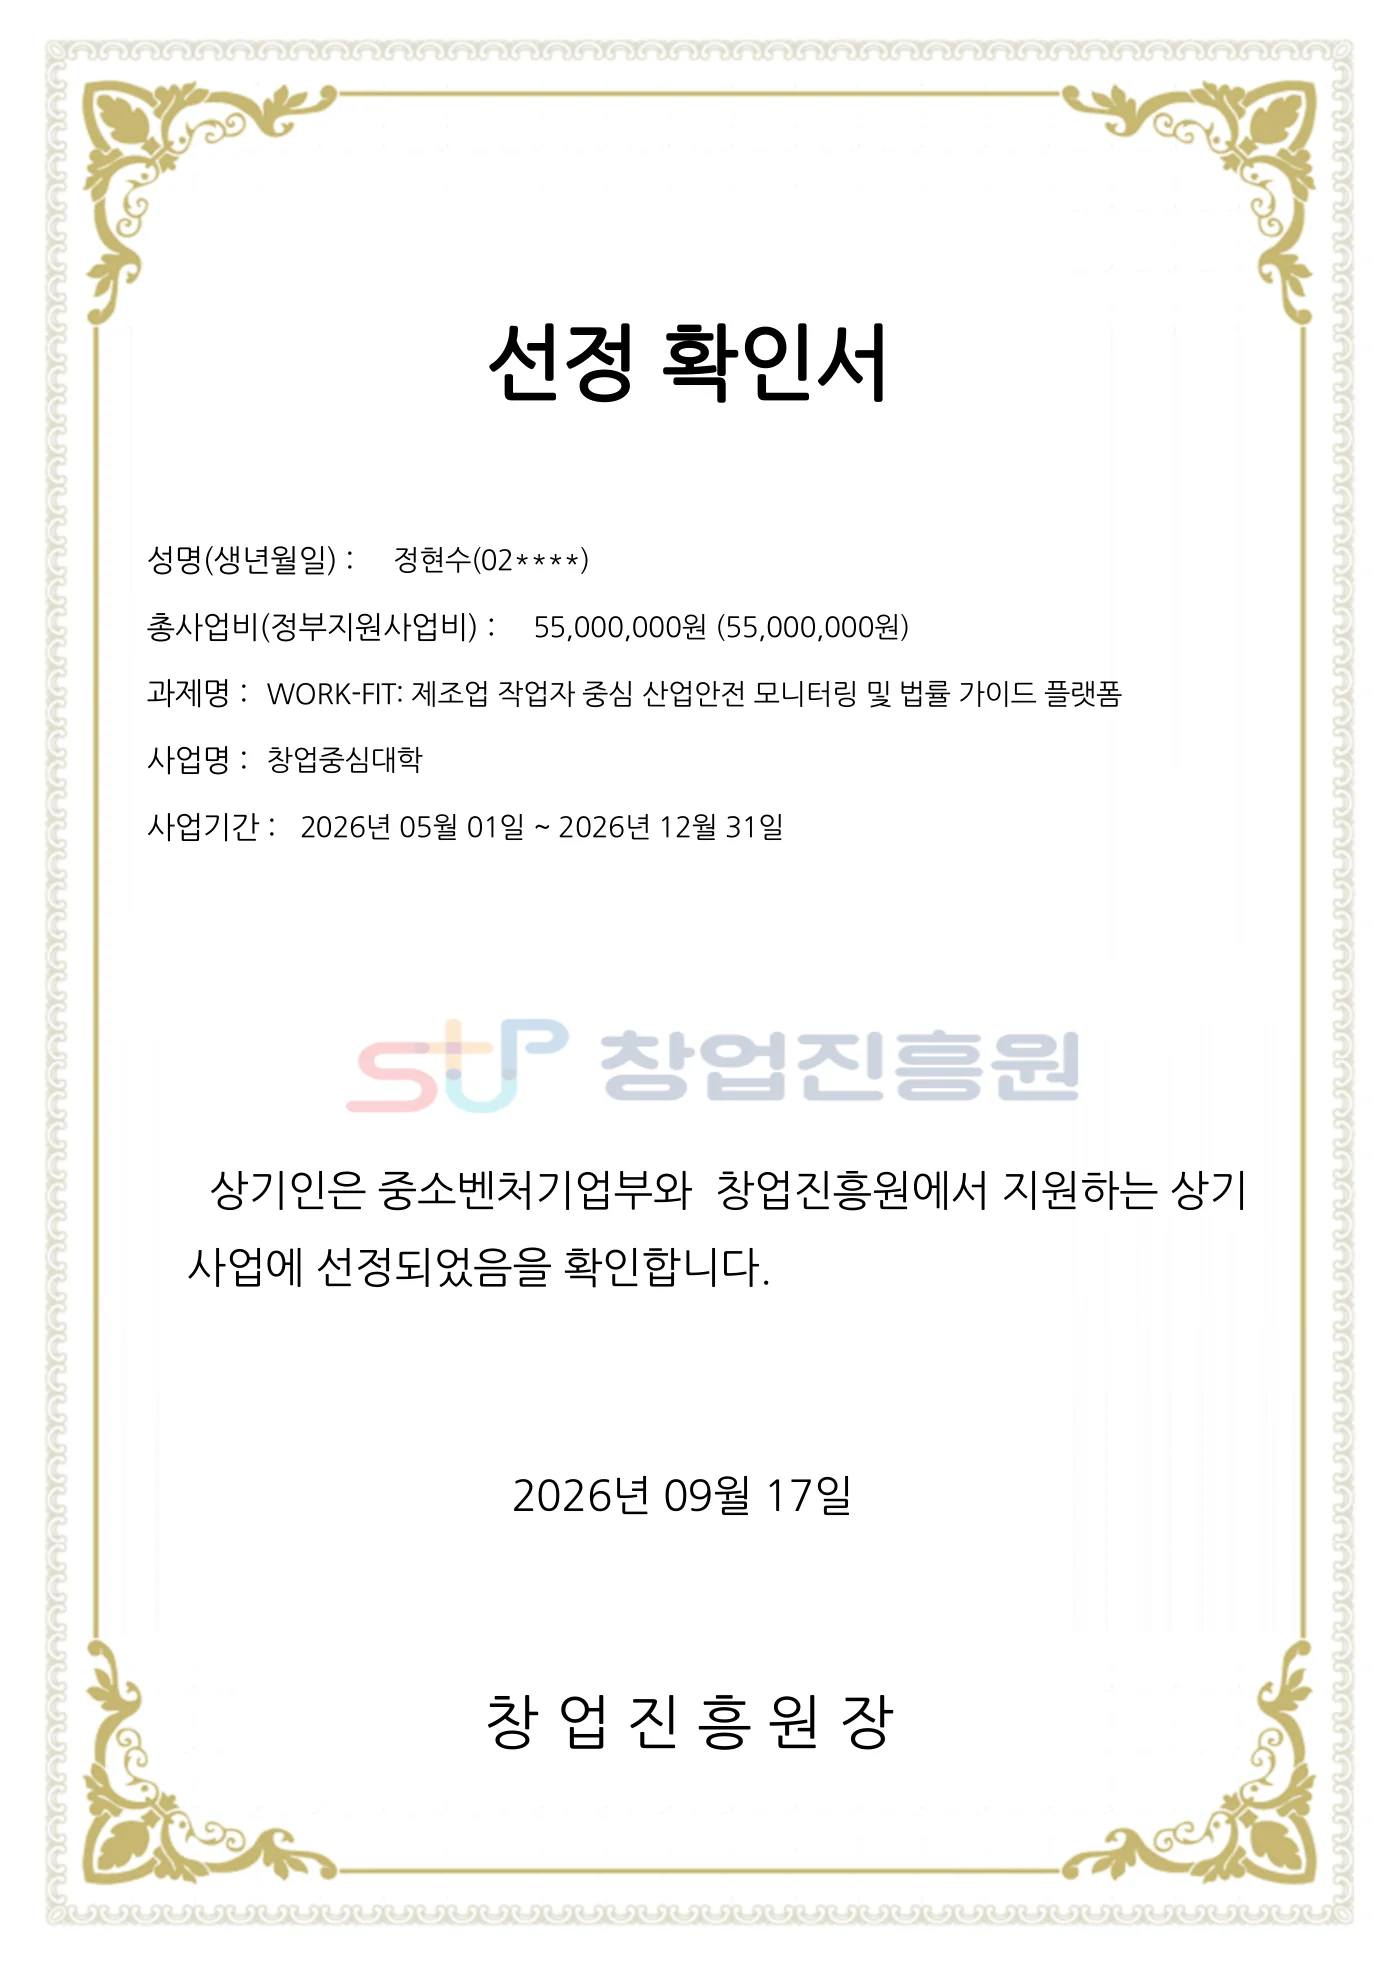 선정 확인서
성명(생년월일) : 정현수(02****)
총사업비(정부지원사업비) : 55,000,000원 (55,000,000원)
과제명 : WORK-FIT: 제조업 작업자 중심 산업안전 모니터링 및 법률 가이드 플랫폼
사업명 : 창업중심대학
사업기간 : 2026년 05월 01일 ~ 2026년 12월 31일
stup 창업진흥원
상기인은 중소벤처기업부와 창업진흥원에서 지원하는 상기
사업에 선정되었음을 확인합니다.
2026년 09월 17일
창 업 진 흥 원 장